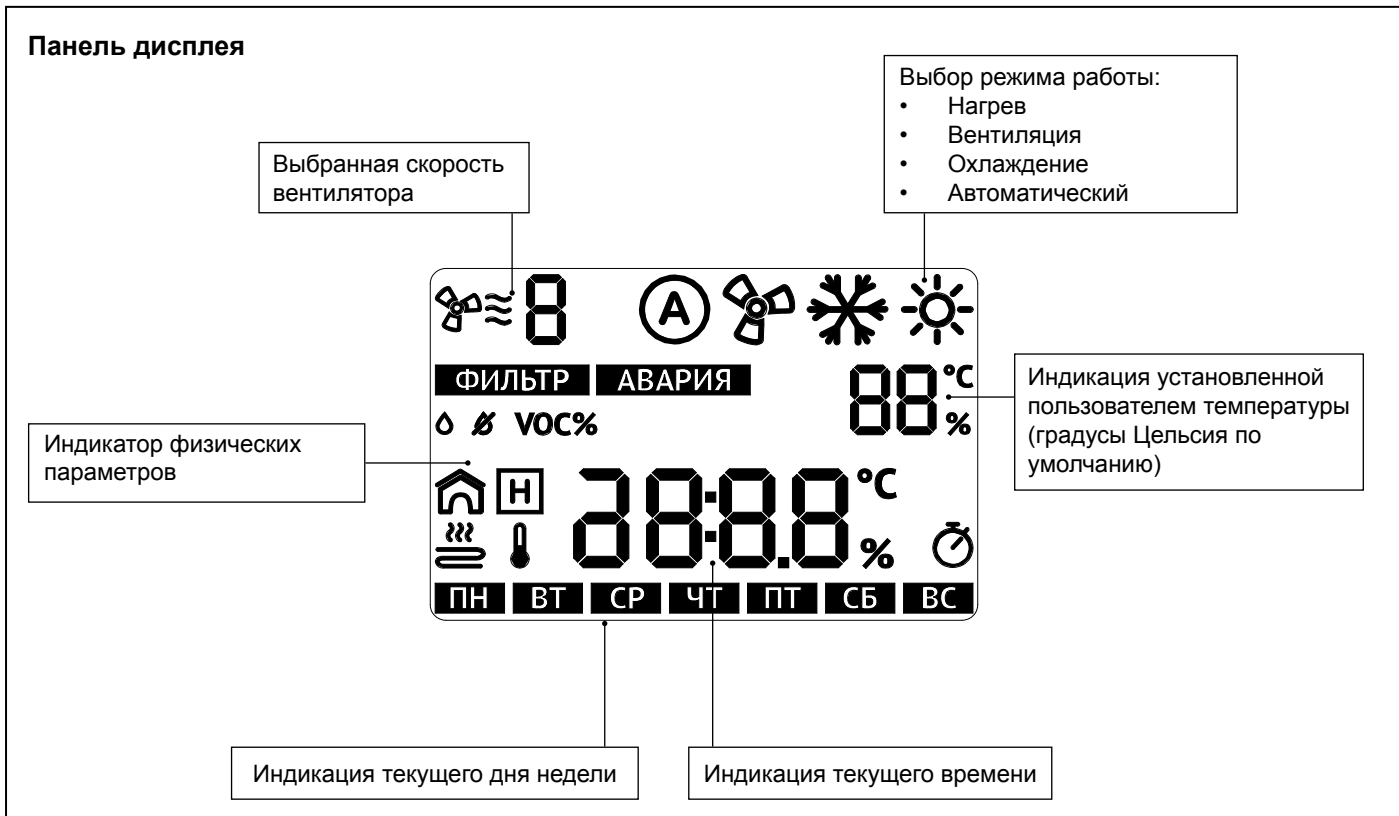 Панель дисплея
Выбор режима работы:
• Нагрев
• Вентиляция
• Охлаждение
• Автоматический
Выбранная скорость
вентилятора
8
A
ФИЛЬТР АВАРИЯ
88 °C
%
VOC%
Индикация установленной
пользователем температуры
(градусы Цельсия по
умолчанию)
Индикатор физических
параметров
H
28:8.8 °C
%
ПН ВТ СР ЧТ ПТ СБ ВС
Индикация текущего дня недели
Индикация текущего времени